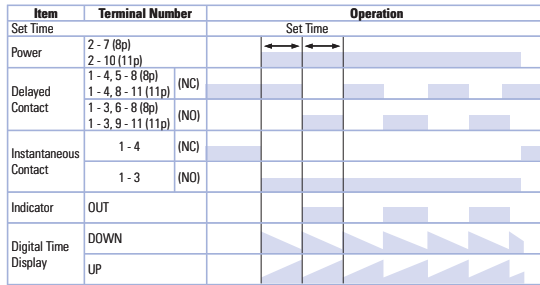 Item Terminal Number Operation
Set Time Set Time
Power 2 - 7 (8p)
2 - 10 (11p)
Delayed Contact 1 - 4, 5 - 8 (8p)
1 - 4, 8 - 11 (11p) (NC)
1 - 3, 6 - 8 (8p)
1 - 3, 9 - 11 (11p) (NO)
Instantaneous Contact 1 - 4 (NC)
1 - 3 (NO)
Indicator OUT
Digital Time Display DOWN
UP